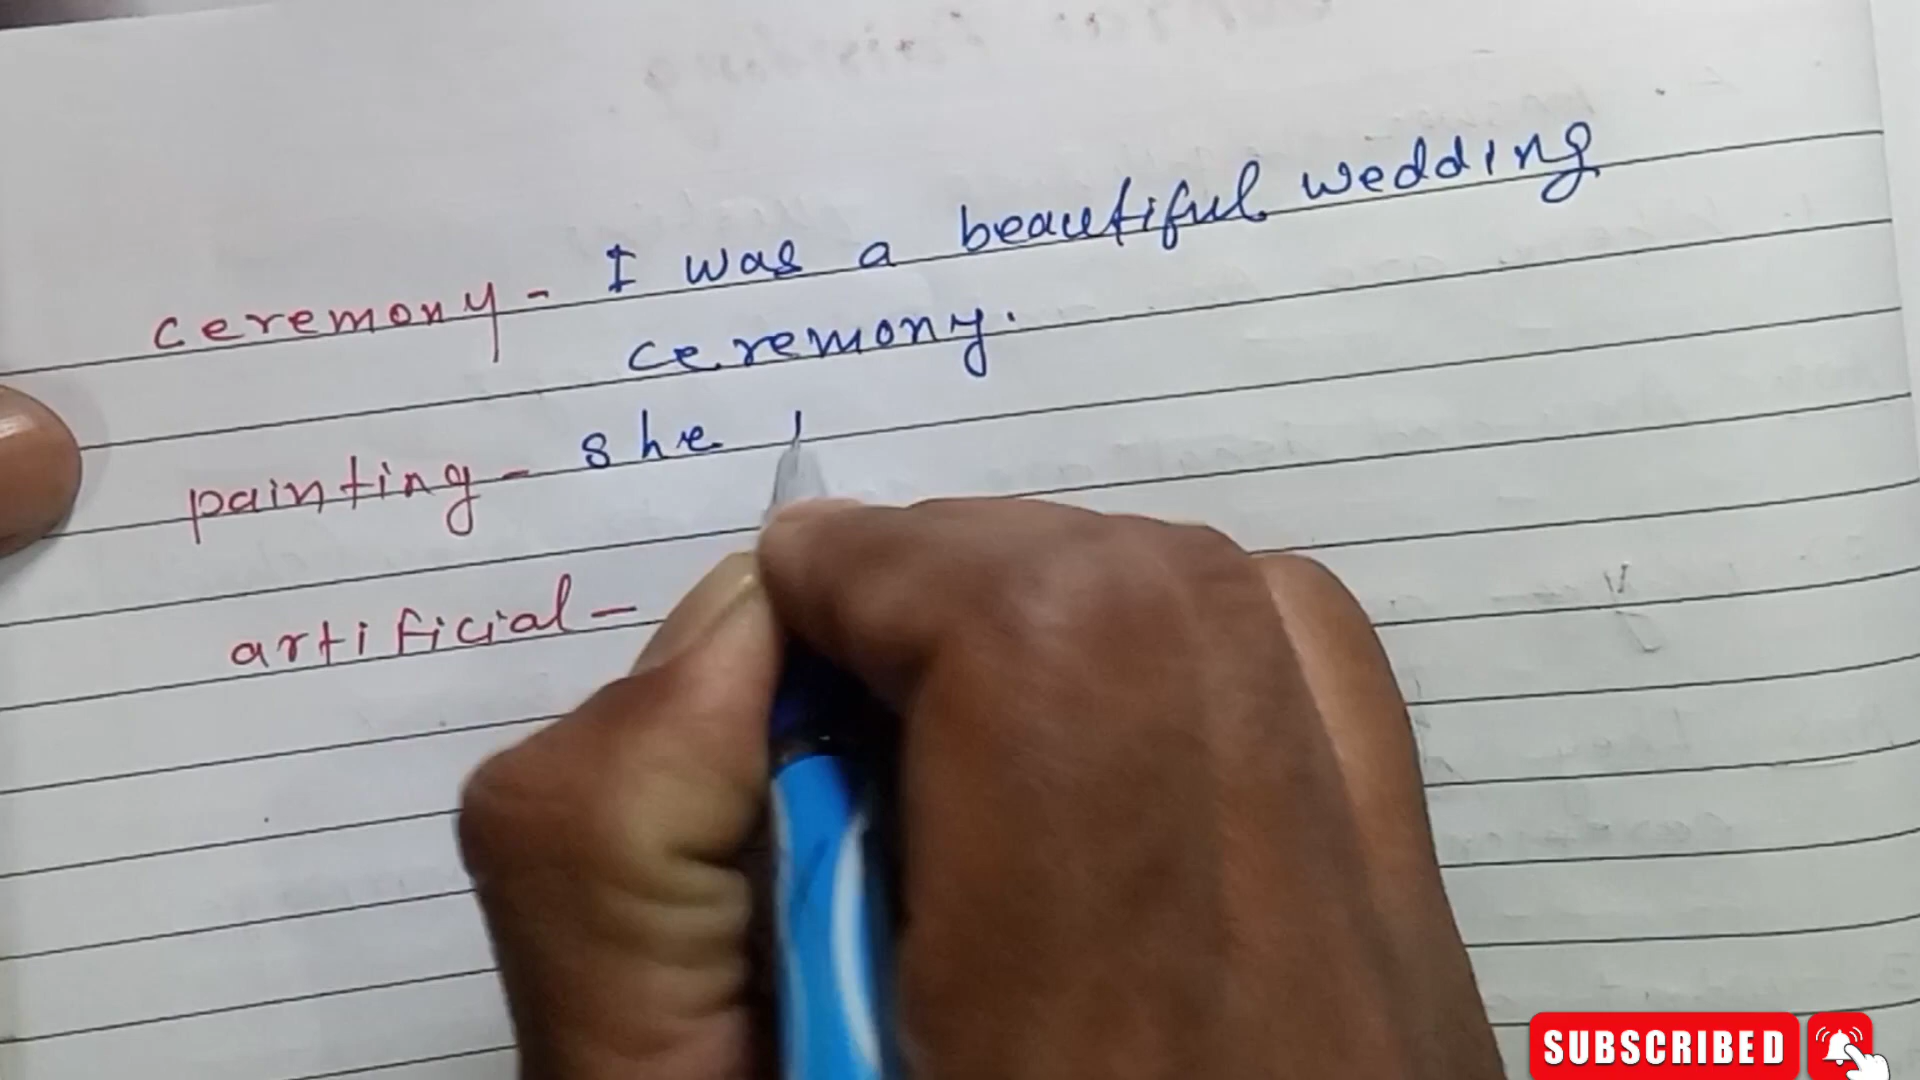 ceremony - I was a beautiful wedding
ceremony.
painting - she
artificial -
SUBSCRIBED